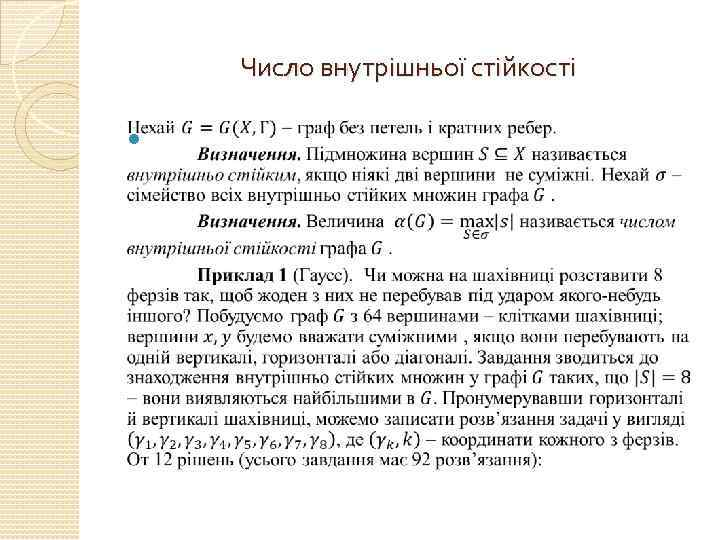 Число внутрішньої стійкості
Нехай G = G(X, Γ) – граф без петель і кратних ребер.
Визначення. Підмножина вершин S ⊆ X називається
внутрішньо стійким, якщо ніякі дві вершини не суміжні. Нехай σ –
сімейство всіх внутрішньо стійких множин графа G .
Визначення. Величина α(G) = max|s| називається числом
S∈σ
внутрішньої стійкості графа G .
Приклад 1 (Гаусс). Чи можна на шахівниці розставити 8
ферзів так, щоб жоден з них не перебував під ударом якого-небудь
іншого? Побудуємо граф G з 64 вершинами – клітками шахівниці;
вершини x, y будемо вважати суміжними , якщо вони перебувають на
одній вертикалі, горизонталі або діагоналі. Завдання зводиться до
знаходження внутрішньо стійких множин у графі G таких, що |S| = 8
– вони виявляються найбільшими в G. Пронумерувавши горизонталі
й вертикалі шахівниці, можемо записати розв’язання задачі у вигляді
(γ₁, γ₂, γ₃, γ₄, γ₅, γ₆, γ₇, γ₈), де (γₖ, k) – координати кожного з ферзів.
От 12 рішень (усього завдання має 92 розв’язання):